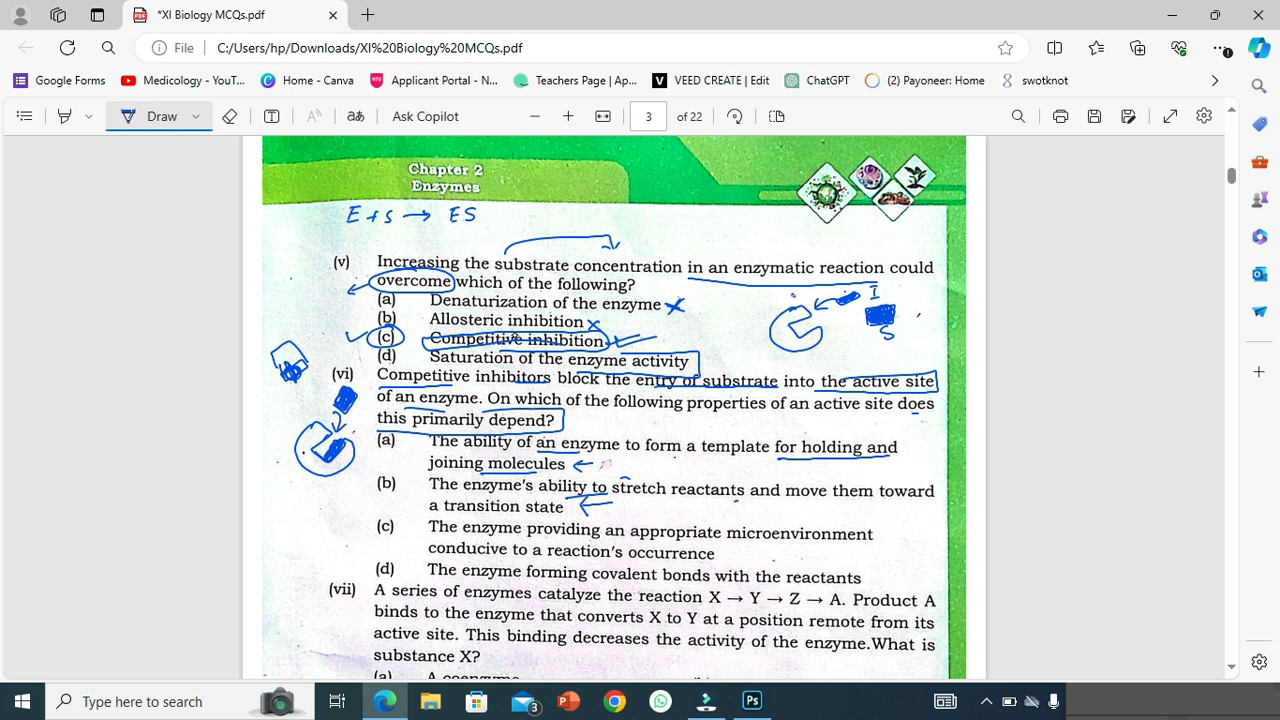 *XI Biology MCQs.pdf
File C:/Users/hp/Downloads/XI%20Biology%20MCQs.pdf
Google Forms Medicology - YouT... Home - Canva Applicant Portal - N... Teachers Page | Ap... VEED CREATE | Edit ChatGPT (2) Payoneer: Home swotknot
Draw Ask Copilot 3 of 22
Chapter 2
Enzymes
E + S → ES
(v) Increasing the substrate concentration in an enzymatic reaction could
overcome which of the following?
I
(a) Denaturization of the enzyme
(b) Allosteric inhibition
S
(c) Competitive inhibition
(d) Saturation of the enzyme activity
(vi) Competitive inhibitors block the entry of substrate into the active site
of an enzyme. On which of the following properties of an active site does
this primarily depend?
(a) The ability of an enzyme to form a template for holding and
joining molecules
(b) The enzyme's ability to stretch reactants and move them toward
a transition state
(c) The enzyme providing an appropriate microenvironment
conducive to a reaction's occurrence
(d) The enzyme forming covalent bonds with the reactants
(vii) A series of enzymes catalyze the reaction X → Y → Z → A. Product A
binds to the enzyme that converts X to Y at a position remote from its
active site. This binding decreases the activity of the enzyme.What is
substance X?
(a) A coenzyme
Type here to search
3